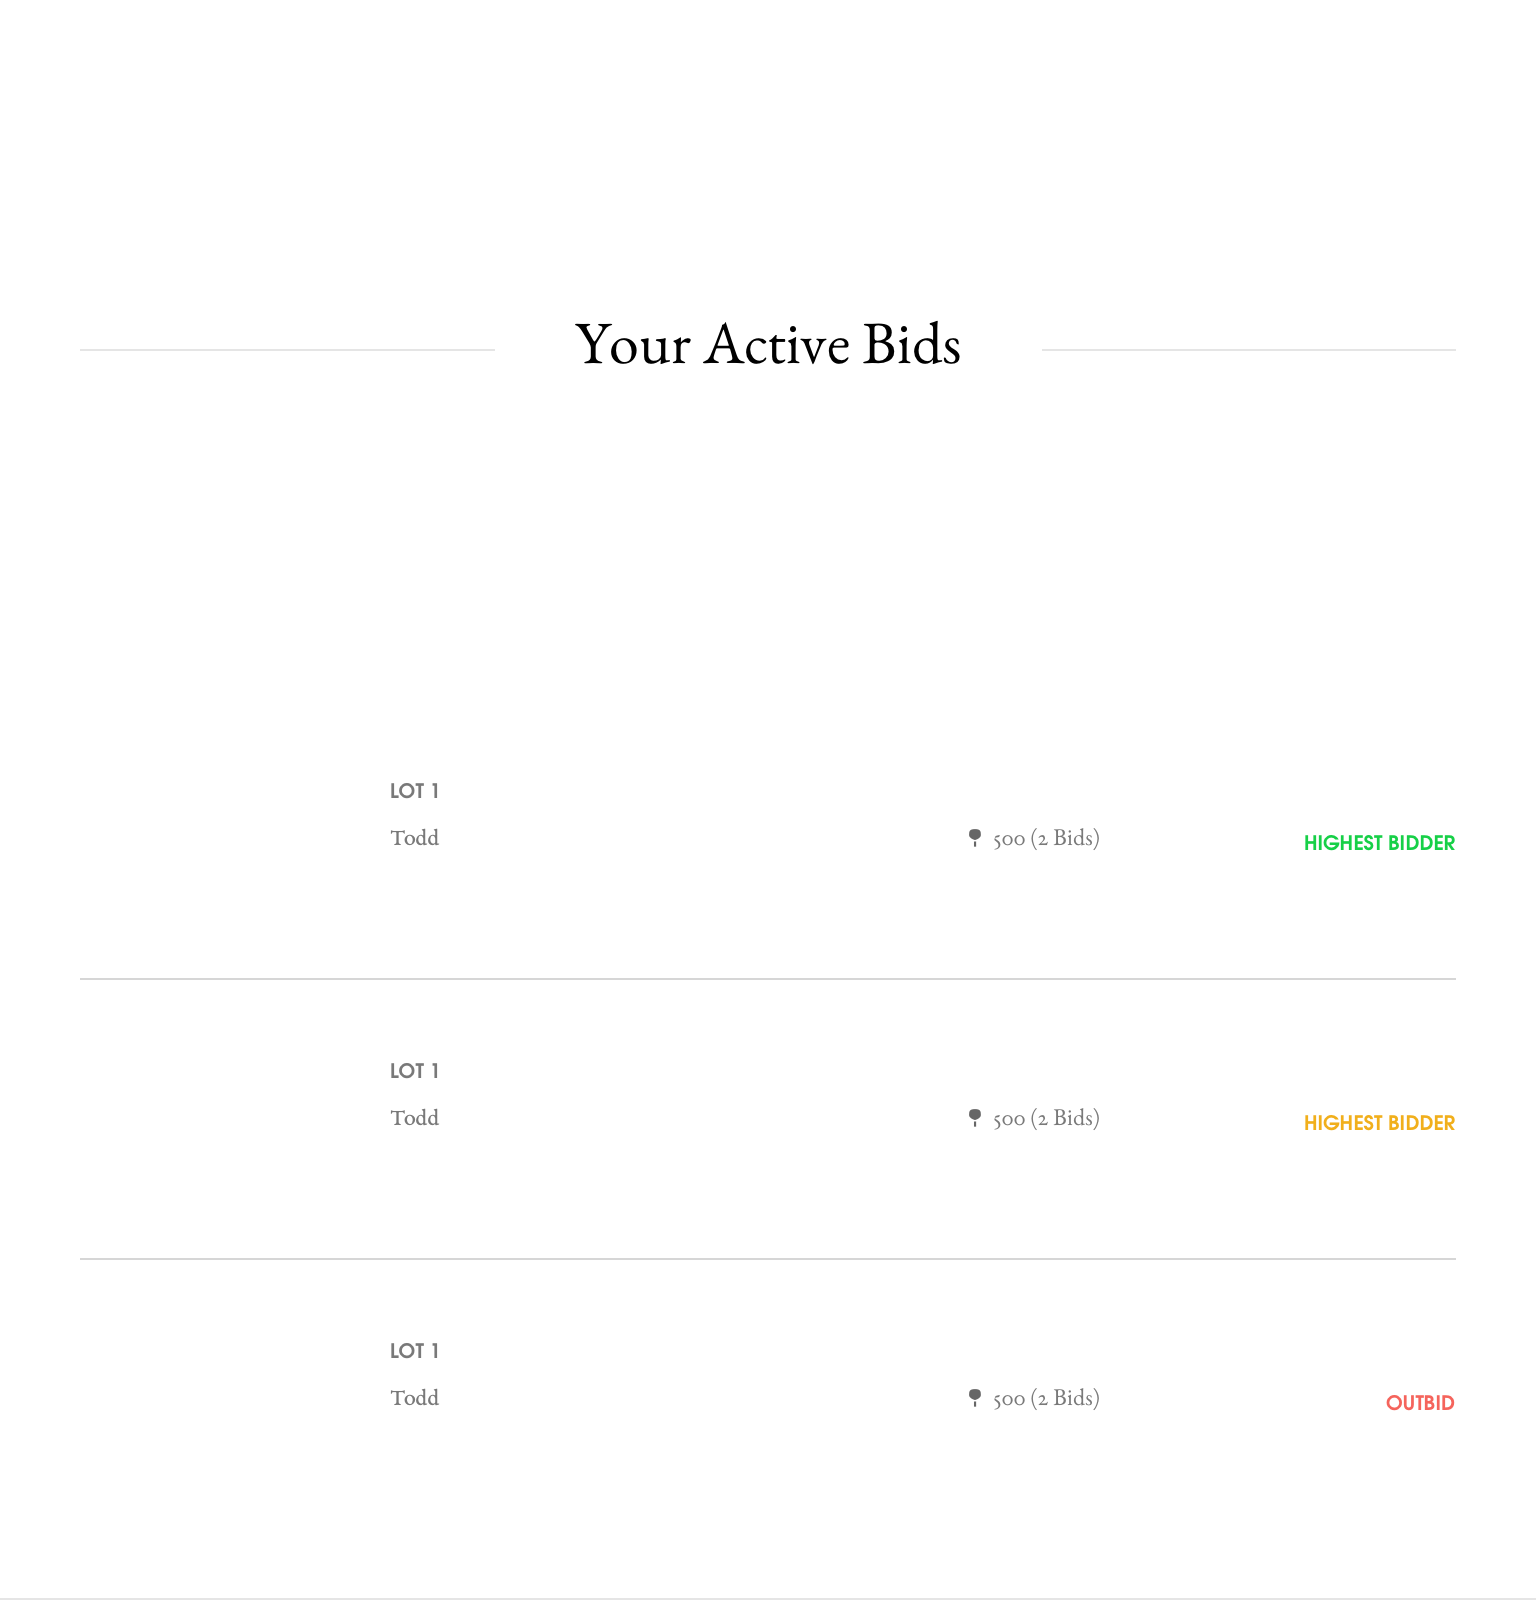 Your Active Bids
LOT 1
Todd
500 (2 Bids)
HIGHEST BIDDER
LOT 1
Todd
500 (2 Bids)
HIGHEST BIDDER
LOT 1
Todd
500 (2 Bids)
OUTBID